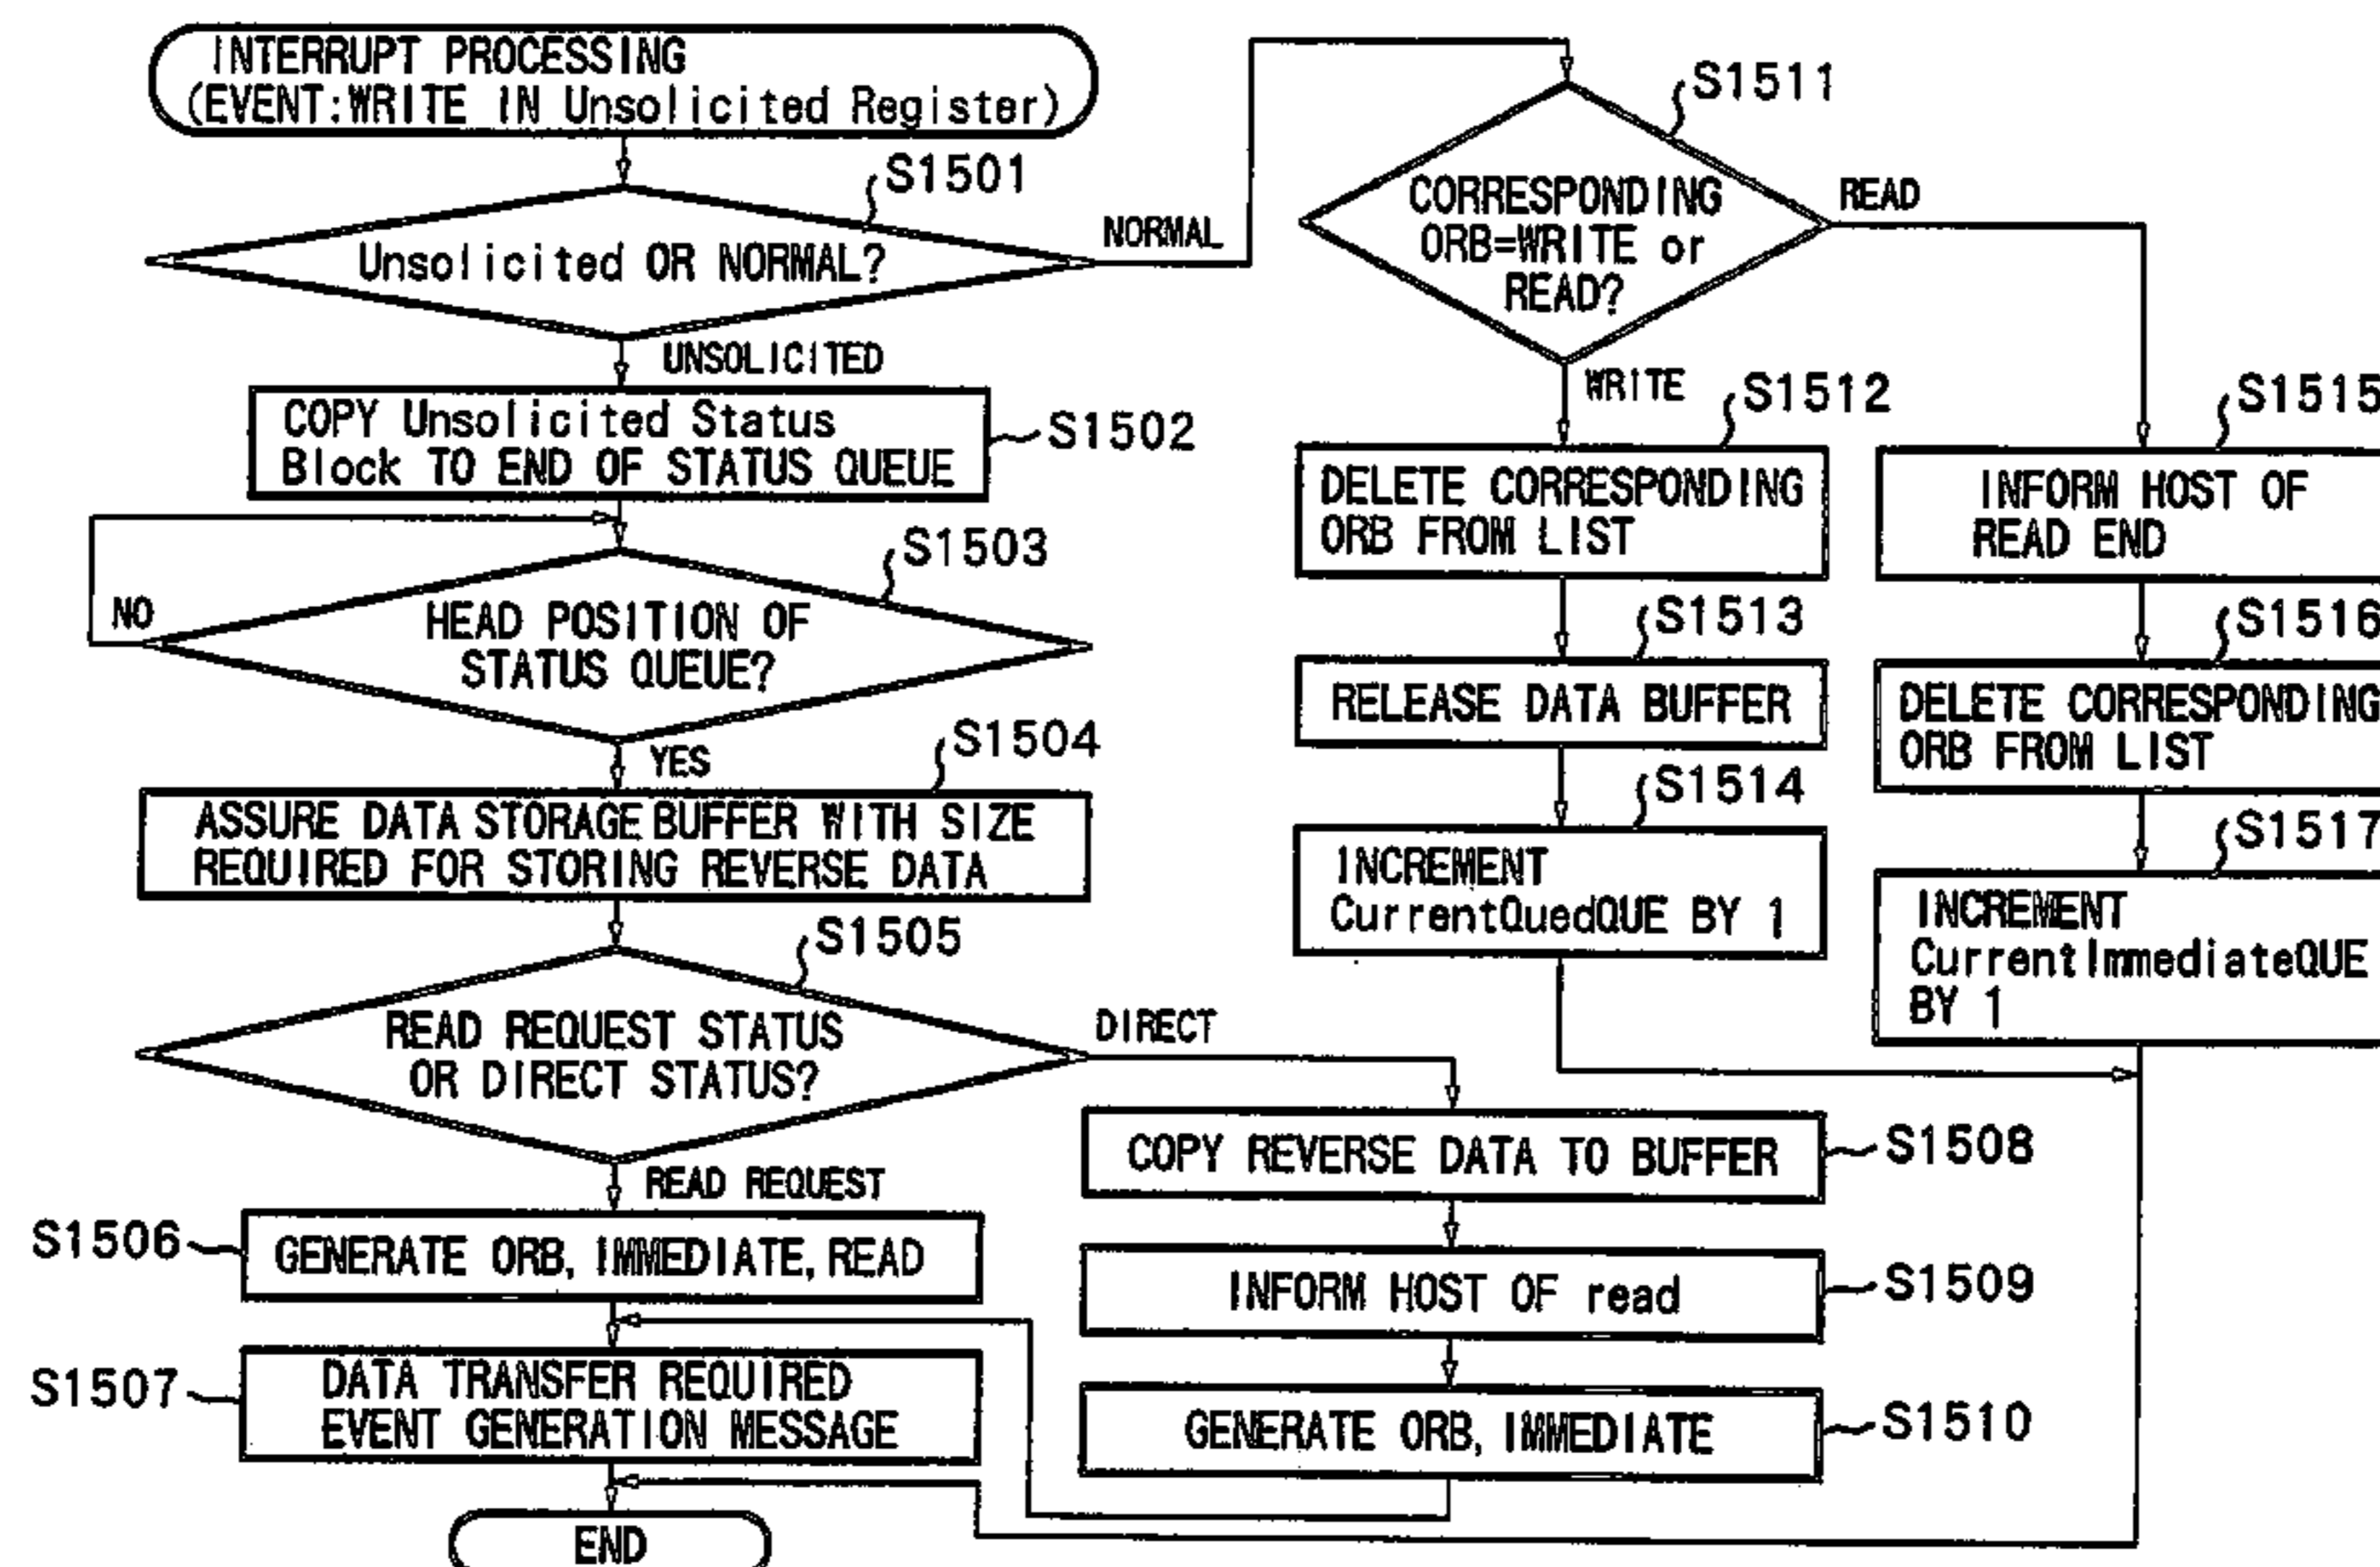 INTERRUPT PROCESSING
(EVENT:WRITE IN Unsolicited Register)
S1501
Unsolicited OR NORMAL?
NORMAL
UNSOLICITED
COPY Unsolicited Status
Block TO END OF STATUS QUEUE
S1502
S1503
HEAD POSITION OF
STATUS QUEUE?
NO
YES
S1504
ASSURE DATA STORAGE BUFFER WITH SIZE
REQUIRED FOR STORING REVERSE DATA
S1505
READ REQUEST STATUS
OR DIRECT STATUS?
DIRECT
READ REQUEST
S1506
GENERATE ORB, IMMEDIATE, READ
S1507
DATA TRANSFER REQUIRED
EVENT GENERATION MESSAGE
END
COPY REVERSE DATA TO BUFFER
S1508
INFORM HOST OF read
S1509
GENERATE ORB, IMMEDIATE
S1510
S1511
CORRESPONDING
ORB=WRITE or
READ?
READ
WRITE
S1512
DELETE CORRESPONDING
ORB FROM LIST
S1513
RELEASE DATA BUFFER
S1514
INCREMENT
CurrentQuedQUE BY 1
S1515
INFORM HOST OF
READ END
S1516
DELETE CORRESPONDING
ORB FROM LIST
S1517
INCREMENT
CurrentImmediateQUE
BY 1